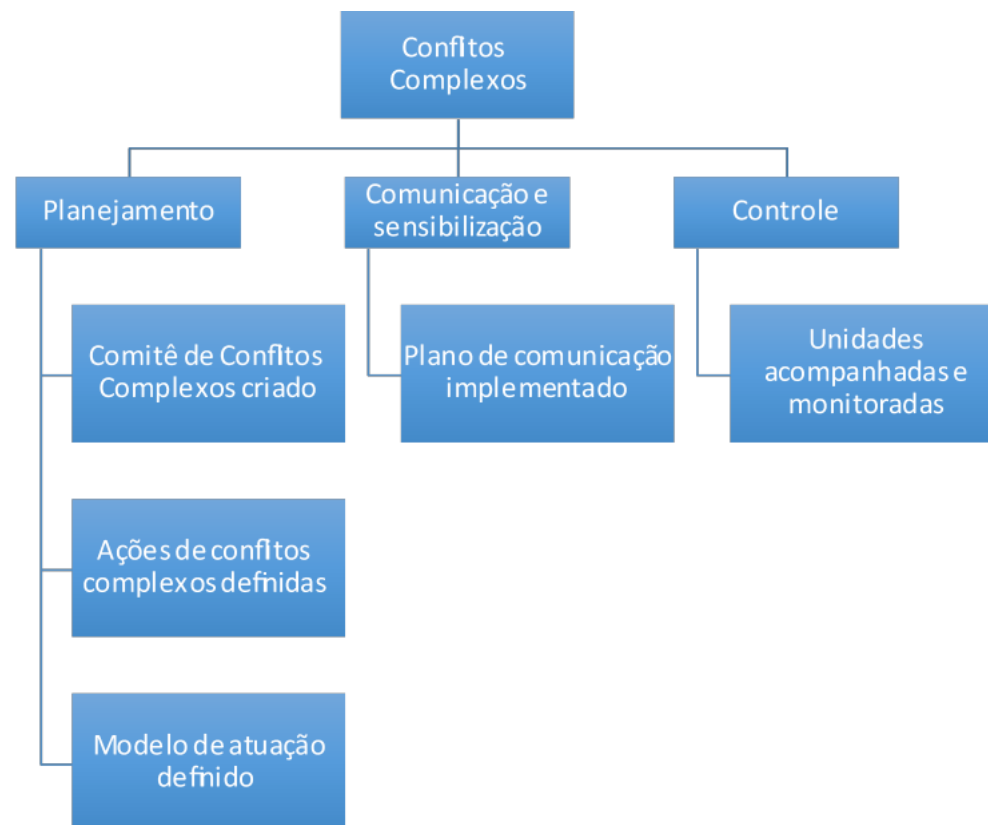 Conflitos
Complexos
Planejamento
Comunicação e
sensibilização
Controle
Comitê de Conflitos
Complexos criado
Plano de comunicação
implementado
Unidades
acompanhadas e
monitoradas
Ações de conflitos
complexos definidas
Modelo de atuação
definido